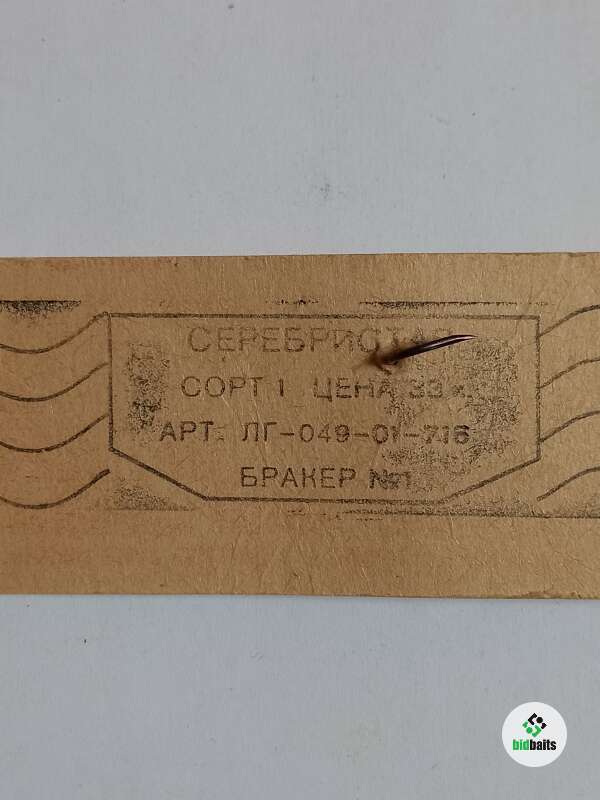 СЕРЕБРИСТАЯ
СОРТ 1 ЦЕНА 33 к.
АРТ. ЛГ-049-01-716
БРАКЕР №1
bidbaits